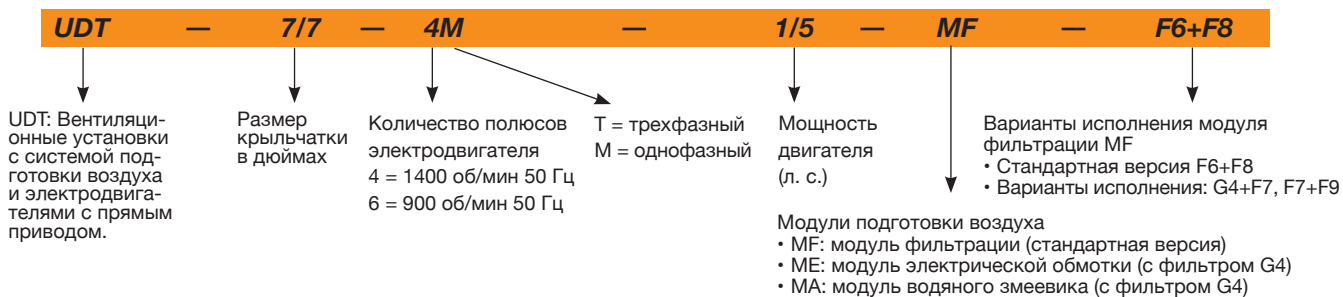 UDT — 7/7 — 4M — 1/5 — MF — F6+F8
UDT: Вентиляци-
онные установки
с системой под-
готовки воздуха
и электродвига-
телями с прямым
приводом.
Размер
крыльчатки
в дюймах
Количество полюсов
электродвигателя
4 = 1400 об/мин 50 Гц
6 = 900 об/мин 50 Гц
T = трехфазный
M = однофазный
Мощность
двигателя
(л. с.)
Варианты исполнения модуля
фильтрации MF
• Стандартная версия F6+F8
• Варианты исполнения: G4+F7, F7+F9
Модули подготовки воздуха
• MF: модуль фильтрации (стандартная версия)
• ME: модуль электрической обмотки (с фильтром G4)
• MA: модуль водяного змеевика (с фильтром G4)